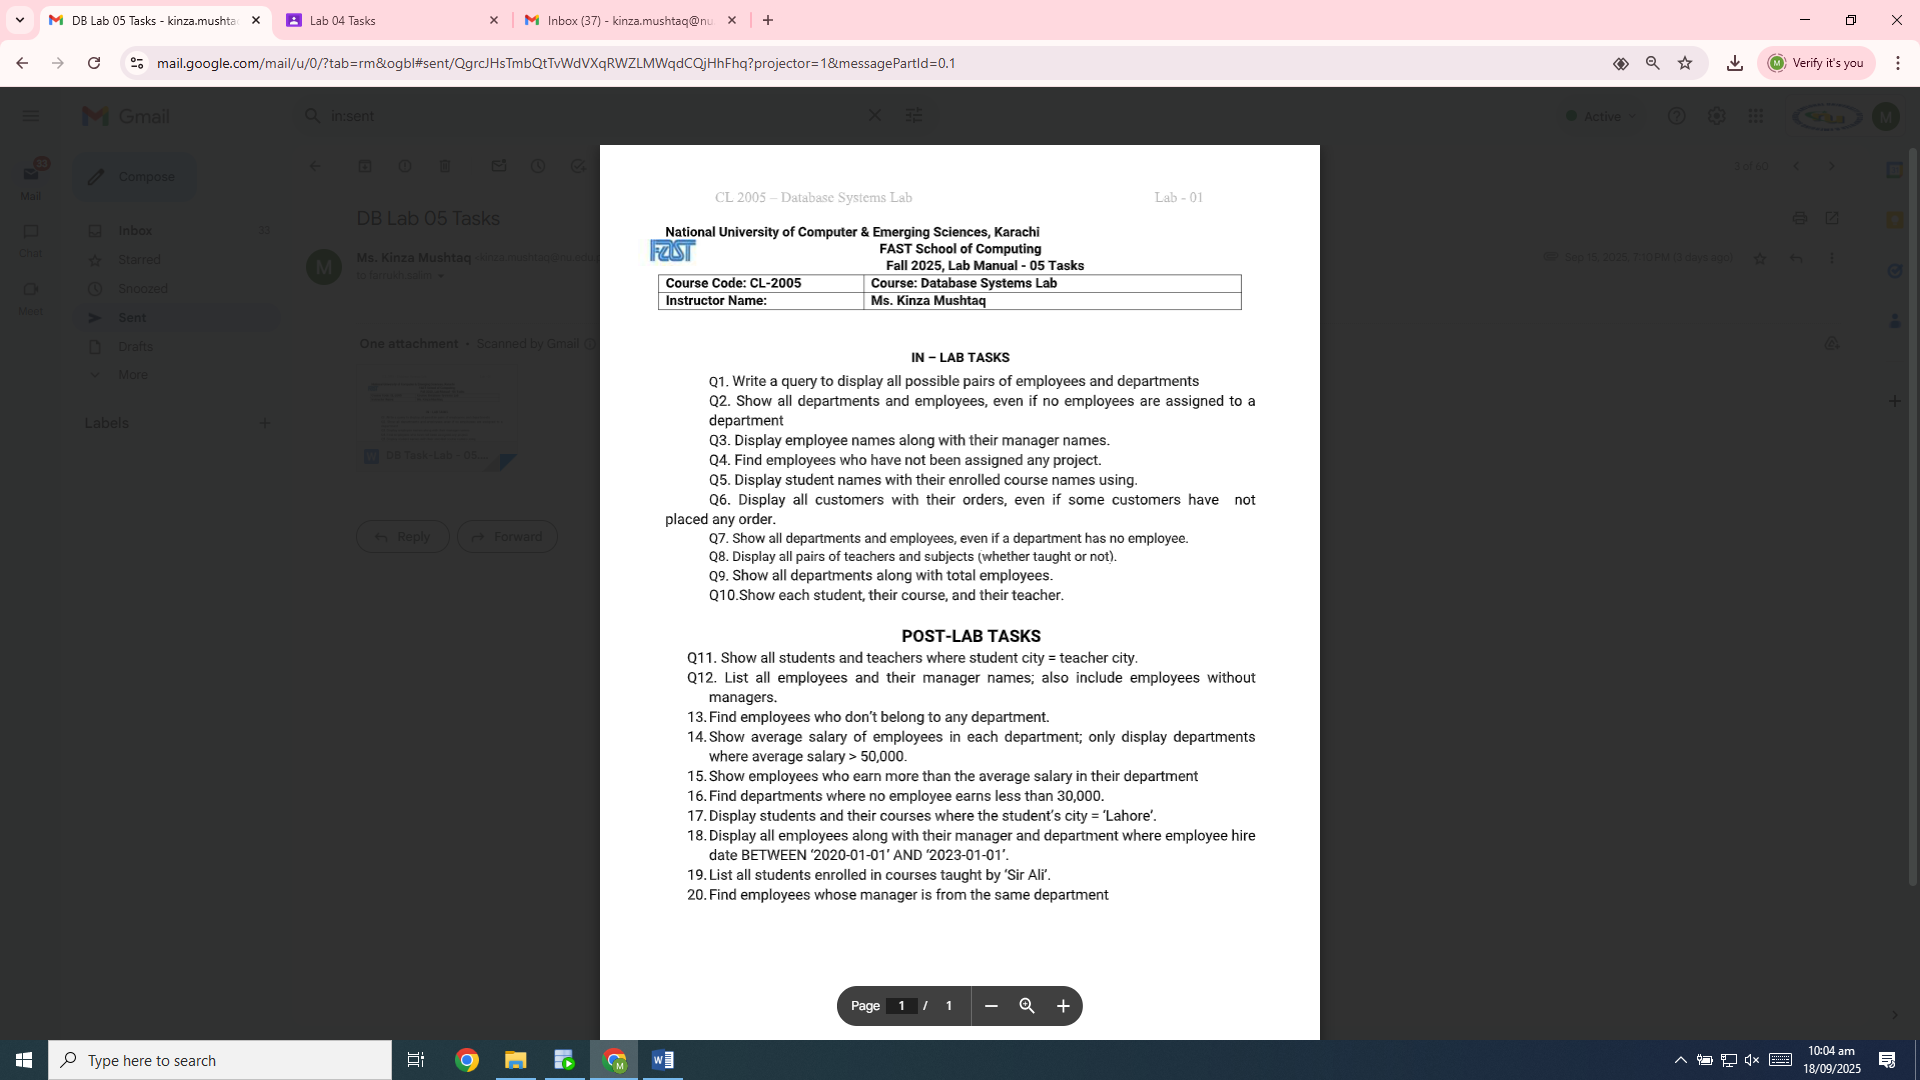 DB Lab 05 Tasks - kinza.mushta
Lab 04 Tasks
Inbox (37) - kinza.mushtaq@nu
mail.google.com/mail/u/0/?tab=rm&ogbl#sent/QgrcJHsTmbQtTvWdVXqRWZLMWqdCQjHhFhq?projector=1&messagePartId=0.1
Verify it's you
Gmail
in:sent
Active
M
33
Mail
Compose
3 of 60
Chat
Meet
Inbox 33
Starred
Snoozed
Sent
Drafts
More
Labels
DB Lab 05 Tasks
M
Ms. Kinza Mushtaq
Sep 15, 2025, 7:10 PM (3 days ago)
to farrukh.salim
One attachment • Scanned by Gmail
DB Task-Lab - 05...
Reply
Forward
CL 2005 – Database Systems Lab Lab - 01
National University of Computer & Emerging Sciences, Karachi
FAST
FAST School of Computing
Fall 2025, Lab Manual - 05 Tasks
Course Code: CL-2005 Course: Database Systems Lab
Instructor Name: Ms. Kinza Mushtaq
IN – LAB TASKS
Q1. Write a query to display all possible pairs of employees and departments
Q2. Show all departments and employees, even if no employees are assigned to a
department
Q3. Display employee names along with their manager names.
Q4. Find employees who have not been assigned any project.
Q5. Display student names with their enrolled course names using.
Q6. Display all customers with their orders, even if some customers have not
placed any order.
Q7. Show all departments and employees, even if a department has no employee.
Q8. Display all pairs of teachers and subjects (whether taught or not).
Q9. Show all departments along with total employees.
Q10.Show each student, their course, and their teacher.
POST-LAB TASKS
Q11. Show all students and teachers where student city = teacher city.
Q12. List all employees and their manager names; also include employees without
managers.
13. Find employees who don’t belong to any department.
14. Show average salary of employees in each department; only display departments
where average salary > 50,000.
15. Show employees who earn more than the average salary in their department
16. Find departments where no employee earns less than 30,000.
17. Display students and their courses where the student’s city = ‘Lahore’.
18. Display all employees along with their manager and department where employee hire
date BETWEEN ‘2020-01-01’ AND ‘2023-01-01’.
19. List all students enrolled in courses taught by ‘Sir Ali’.
20. Find employees whose manager is from the same department
Page 1 / 1
Type here to search
10:04 am
18/09/2025